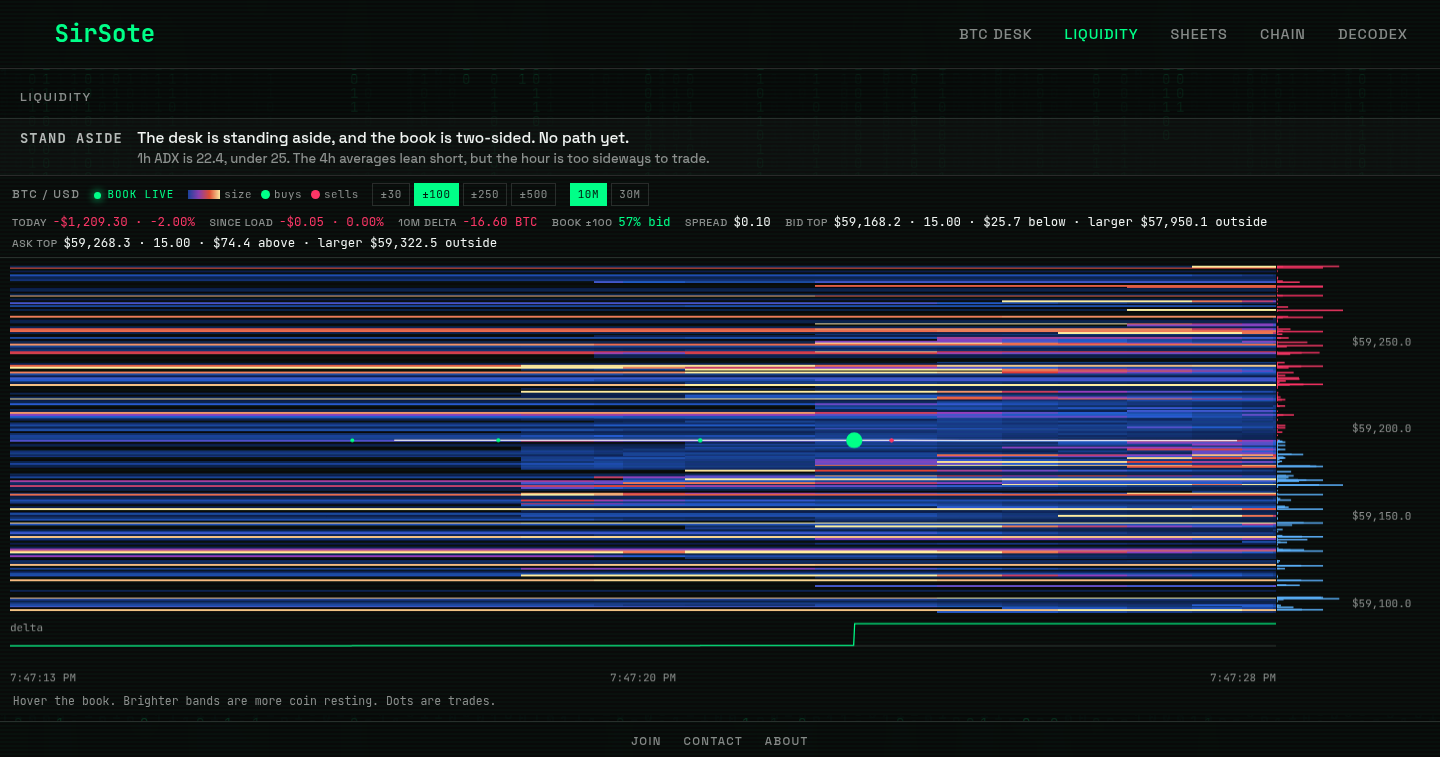 SirSote
BTC DESK LIQUIDITY SHEETS CHAIN DECODEX
LIQUIDITY
STAND ASIDE The desk is standing aside, and the book is two-sided. No path yet.
1h ADX is 22.4, under 25. The 4h averages lean short, but the hour is too sideways to trade.
BTC / USD BOOK LIVE size buys sells ±30 ±100 ±250 ±500 10M 30M
TODAY -$1,209.30 · -2.00% SINCE LOAD -$0.05 · 0.00% 10M DELTA -16.60 BTC BOOK ±100 57% bid SPREAD $0.10 BID TOP $59,168.2 · 15.00 · $25.7 below · larger $57,950.1 outside
ASK TOP $59,268.3 · 15.00 · $74.4 above · larger $59,322.5 outside
$59,250.0
$59,200.0
$59,150.0
$59,100.0
delta
7:47:13 PM 7:47:20 PM 7:47:28 PM
Hover the book. Brighter bands are more coin resting. Dots are trades.
JOIN CONTACT ABOUT